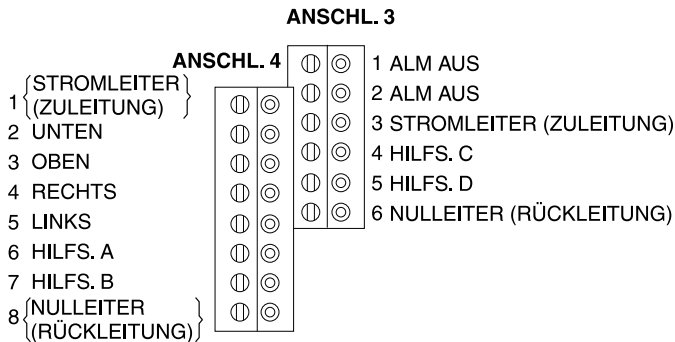 ANSCHL. 3
ANSCHL. 4
1 STROMLEITER
(ZULEITUNG)
2 UNTEN
3 OBEN
4 RECHTS
5 LINKS
6 HILFS. A
7 HILFS. B
8 NULLEITER
(RÜCKLEITUNG)
1 ALM AUS
2 ALM AUS
3 STROMLEITER (ZULEITUNG)
4 HILFS. C
5 HILFS. D
6 NULLEITER (RÜCKLEITUNG)